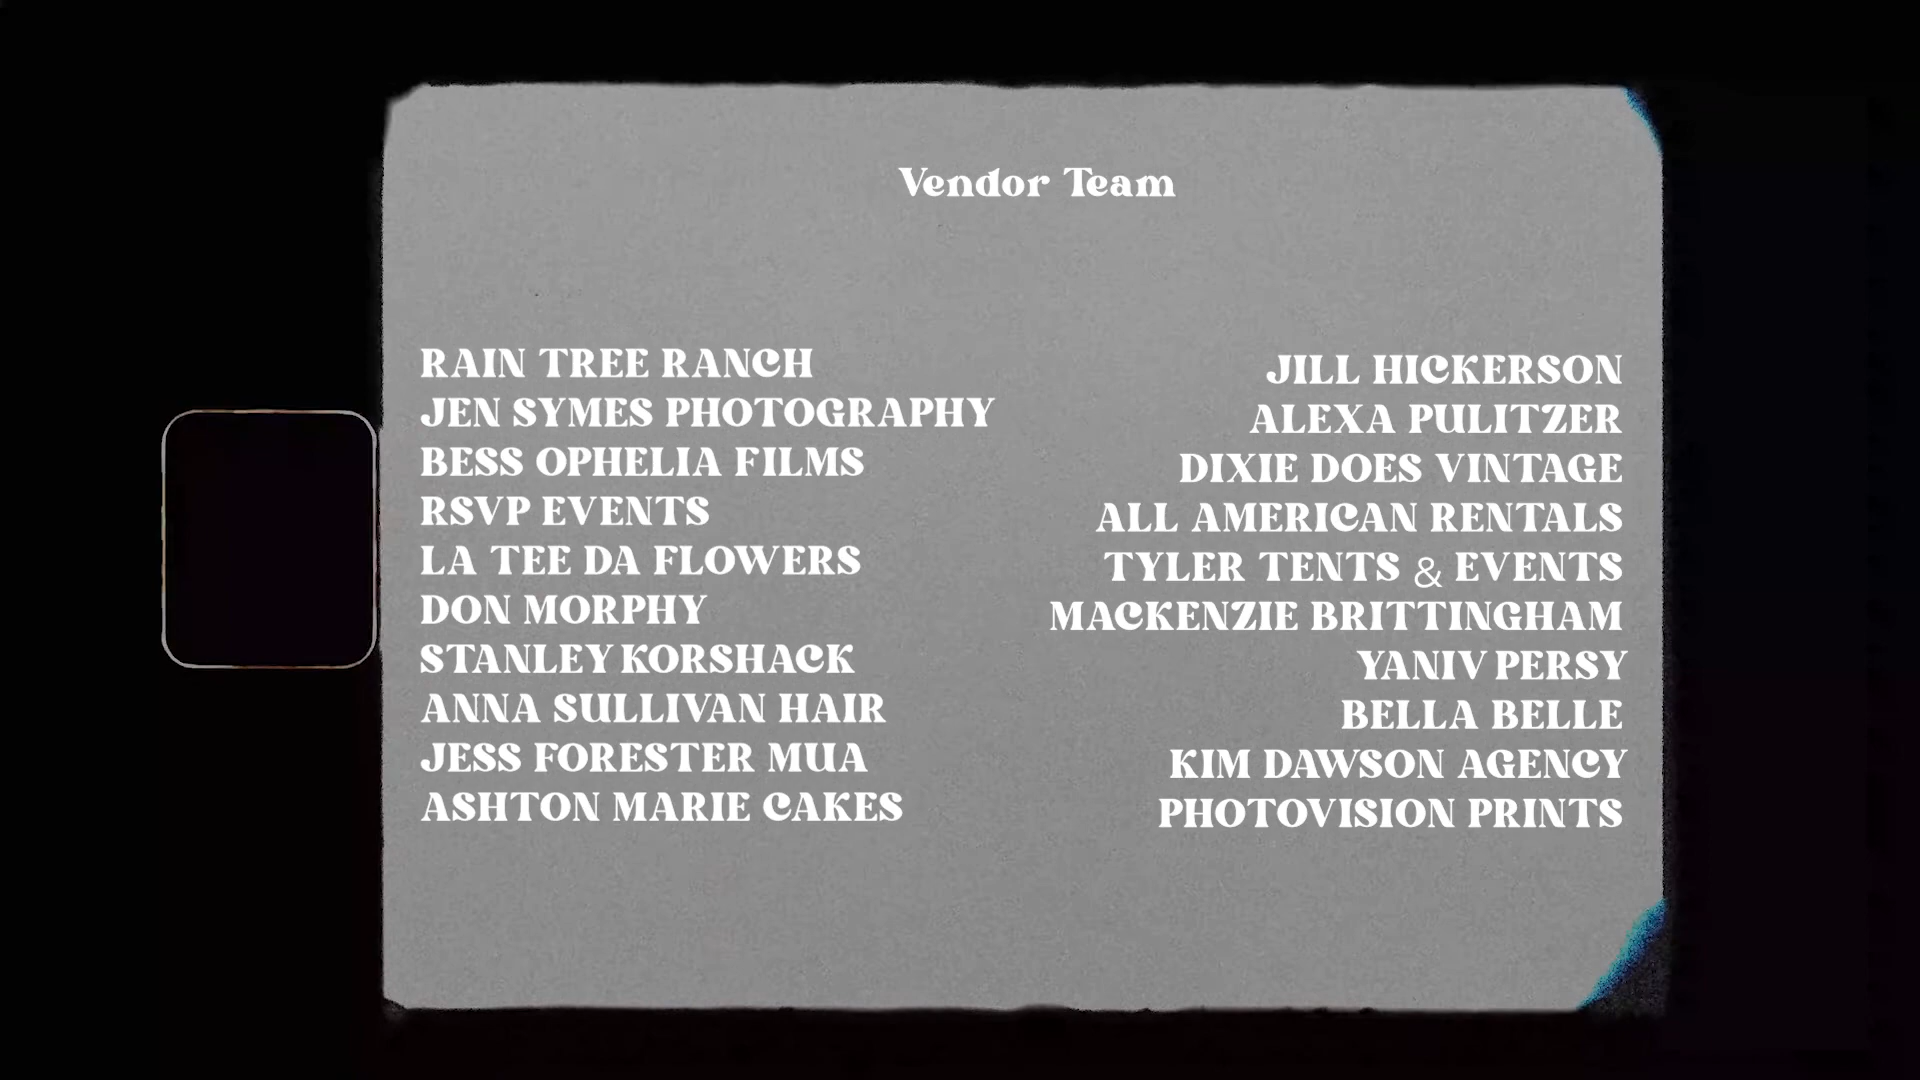 Vendor Team
RAIN TREE RANCH
JEN SYMES PHOTOGRAPHY
BESS OPHELIA FILMS
RSVP EVENTS
LA TEE DA FLOWERS
DON MORPHY
STANLEY KORSHACK
ANNA SULLIVAN HAIR
JESS FORESTER MUA
ASHTON MARIE CAKES
JILL HICKERSON
ALEXA PULITZER
DIXIE DOES VINTAGE
ALL AMERICAN RENTALS
TYLER TENTS & EVENTS
MACKENZIE BRITTINGHAM
YANIV PERSY
BELLA BELLE
KIM DAWSON AGENCY
PHOTOVISION PRINTS